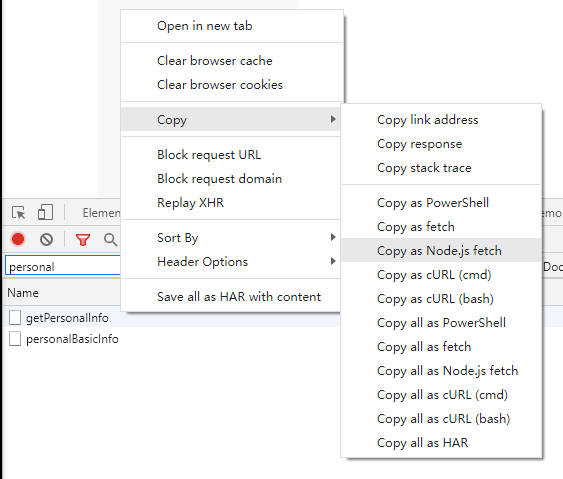 Open in new tab
Clear browser cache
Clear browser cookies
Copy
Block request URL
Block request domain
Replay XHR
Sort By
Header Options
Save all as HAR with content
Copy link address
Copy response
Copy stack trace
Copy as PowerShell
Copy as fetch
Copy as Node.js fetch
Copy as cURL (cmd)
Copy as cURL (bash)
Copy all as PowerShell
Copy all as fetch
Copy all as Node.js fetch
Copy all as cURL (cmd)
Copy all as cURL (bash)
Copy all as HAR
Elemen
emo
personal
Doc
Name
getPersonalInfo
personalBasicInfo